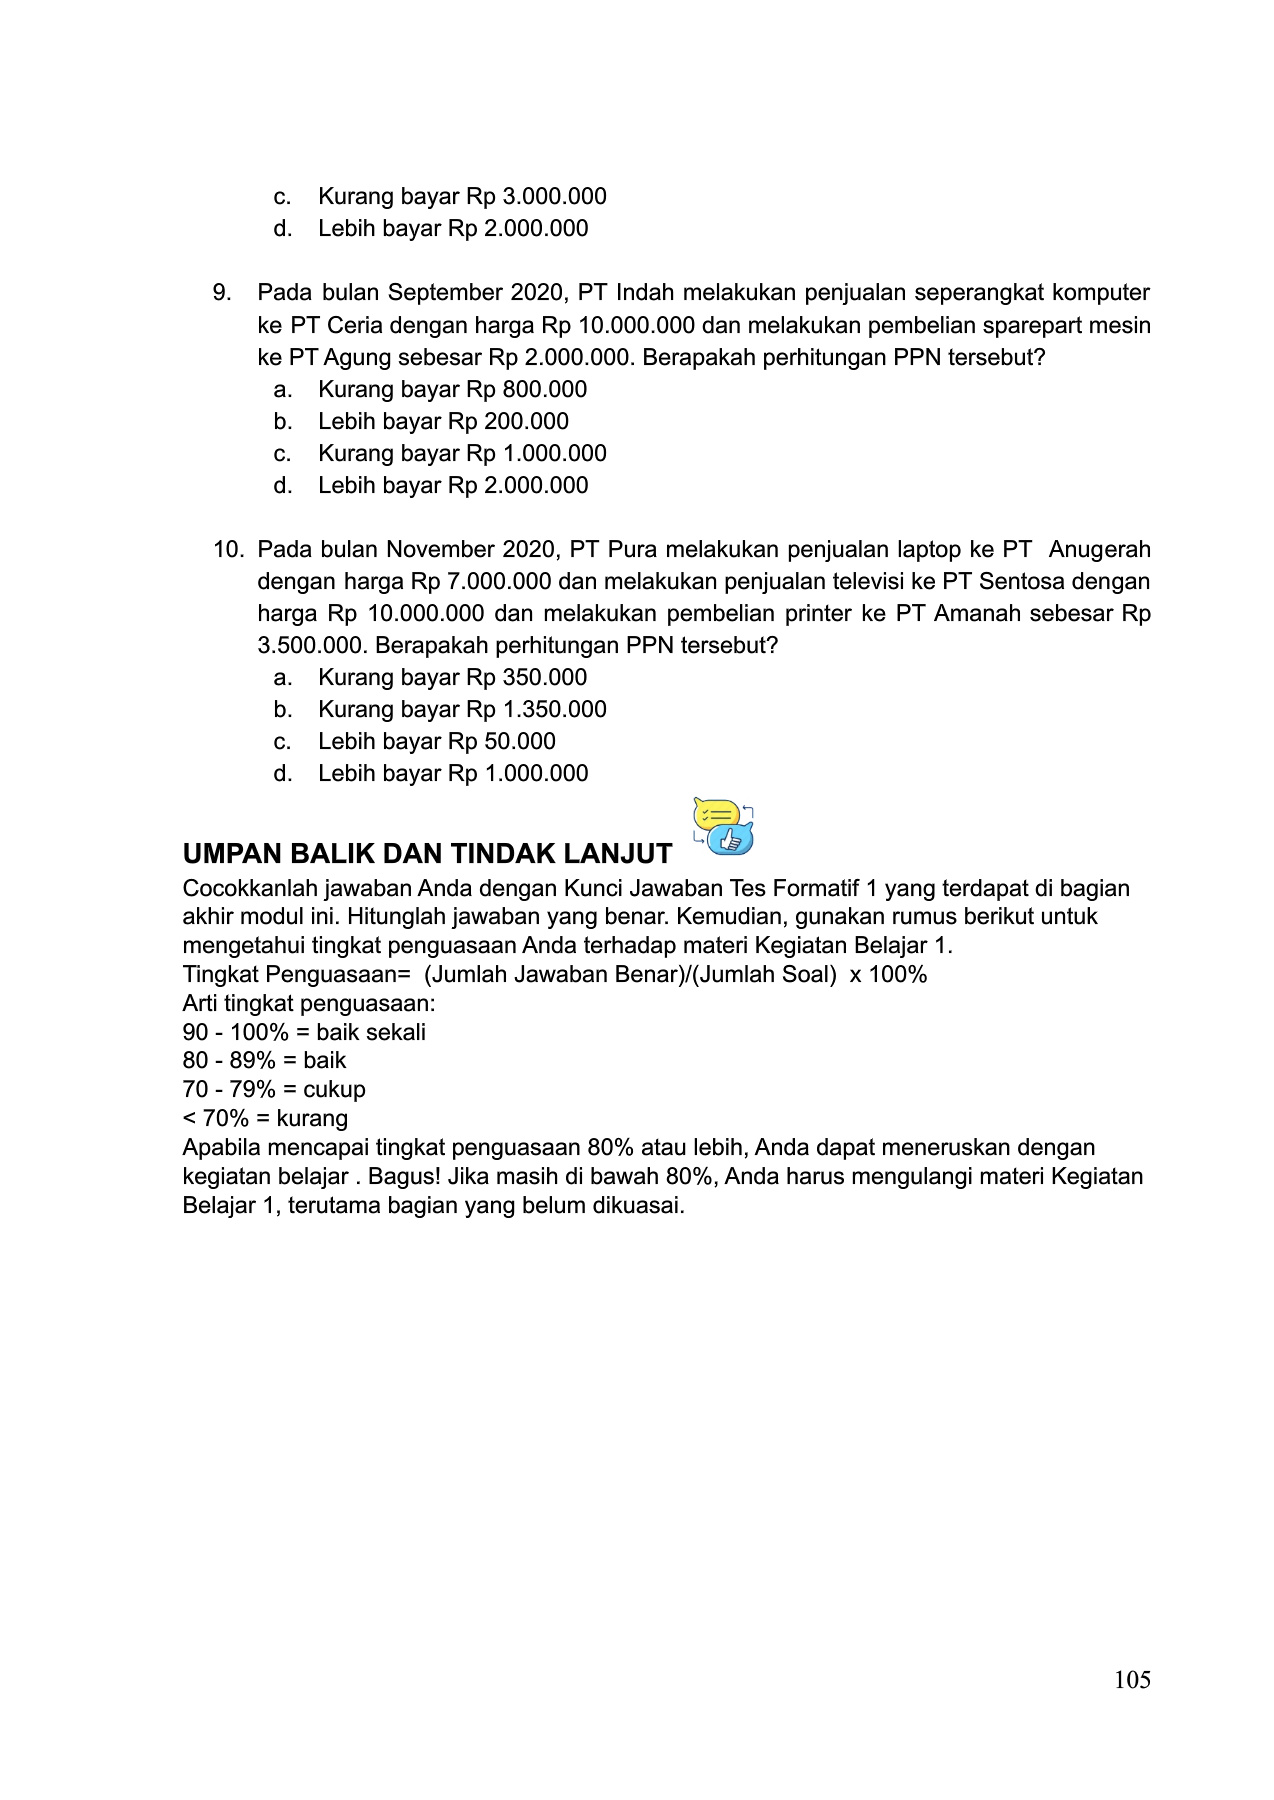 c. Kurang bayar Rp 3.000.000
d. Lebih bayar Rp 2.000.000
9. Pada bulan September 2020, PT Indah melakukan penjualan seperangkat komputer
ke PT Ceria dengan harga Rp 10.000.000 dan melakukan pembelian sparepart mesin
ke PT Agung sebesar Rp 2.000.000. Berapakah perhitungan PPN tersebut?
a. Kurang bayar Rp 800.000
b. Lebih bayar Rp 200.000
c. Kurang bayar Rp 1.000.000
d. Lebih bayar Rp 2.000.000
10. Pada bulan November 2020, PT Pura melakukan penjualan laptop ke PT Anugerah
dengan harga Rp 7.000.000 dan melakukan penjualan televisi ke PT Sentosa dengan
harga Rp 10.000.000 dan melakukan pembelian printer ke PT Amanah sebesar Rp
3.500.000. Berapakah perhitungan PPN tersebut?
a. Kurang bayar Rp 350.000
b. Kurang bayar Rp 1.350.000
c. Lebih bayar Rp 50.000
d. Lebih bayar Rp 1.000.000
UMPAN BALIK DAN TINDAK LANJUT
Cocokkanlah jawaban Anda dengan Kunci Jawaban Tes Formatif 1 yang terdapat di bagian
akhir modul ini. Hitunglah jawaban yang benar. Kemudian, gunakan rumus berikut untuk
mengetahui tingkat penguasaan Anda terhadap materi Kegiatan Belajar 1.
Tingkat Penguasaan= (Jumlah Jawaban Benar)/(Jumlah Soal) x 100%
Arti tingkat penguasaan:
90 - 100% = baik sekali
80 - 89% = baik
70 - 79% = cukup
< 70% = kurang
Apabila mencapai tingkat penguasaan 80% atau lebih, Anda dapat meneruskan dengan
kegiatan belajar . Bagus! Jika masih di bawah 80%, Anda harus mengulangi materi Kegiatan
Belajar 1, terutama bagian yang belum dikuasai.
105